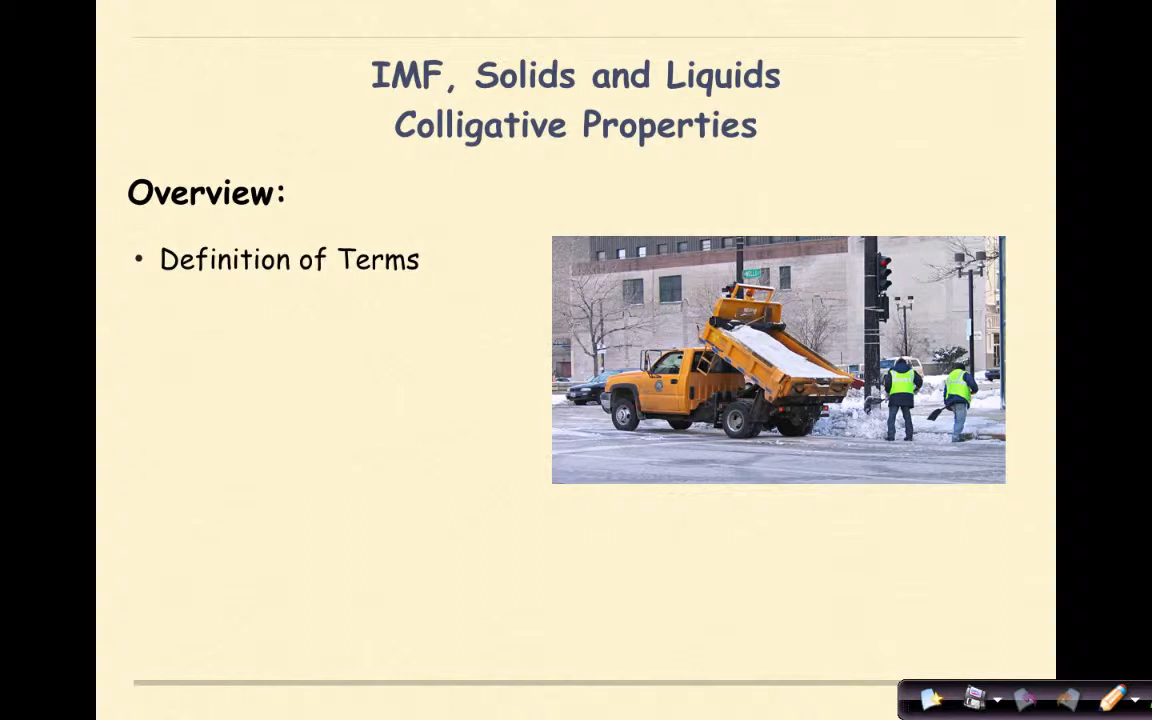 IMF, Solids and Liquids
Colligative Properties
Overview:
• Definition of Terms